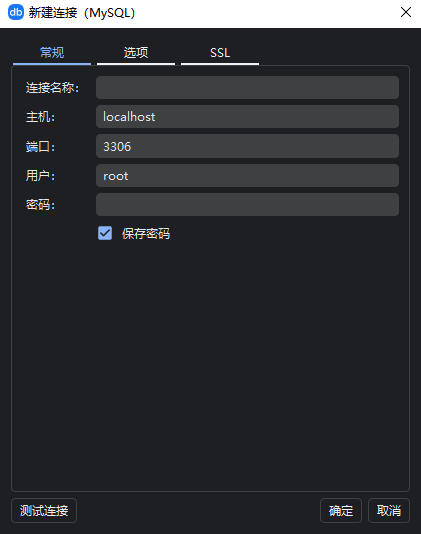 db 新建连接（MySQL）
常规 选项 SSL
连接名称：
主机： localhost
端口： 3306
用户： root
密码：
保存密码
测试连接 确定 取消